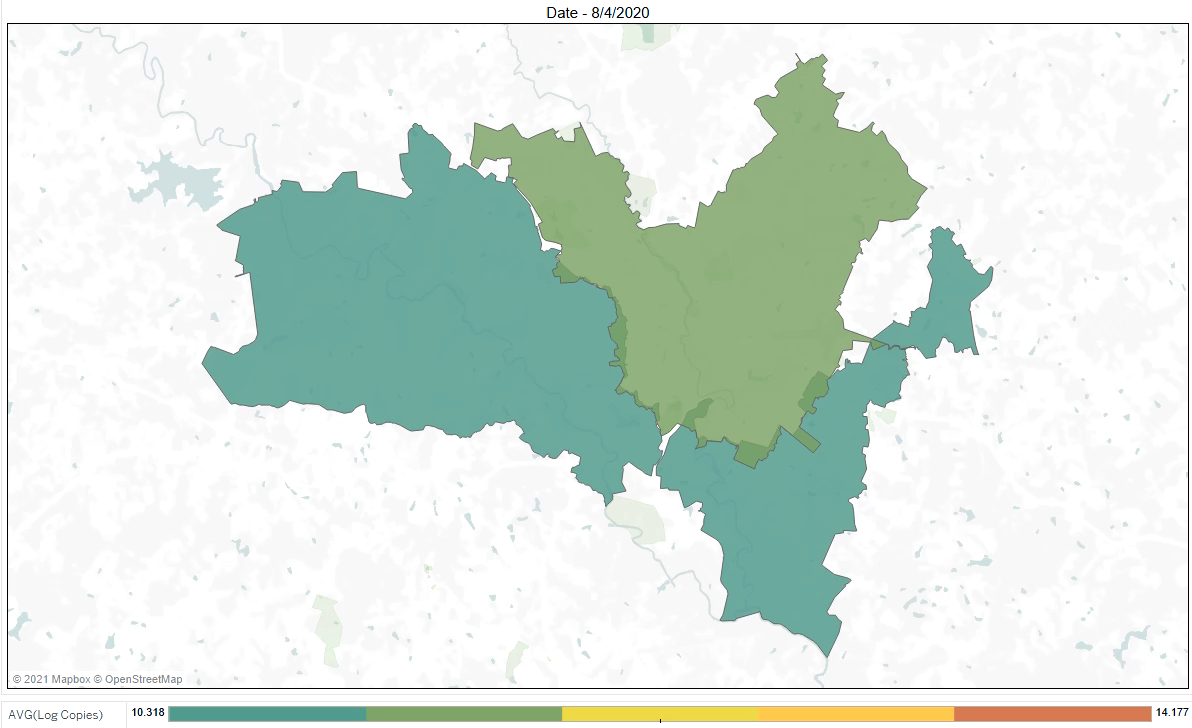 Date - 8/4/2020
© 2021 Mapbox © OpenStreetMap
AVG(Log Copies) 10.318 14.177